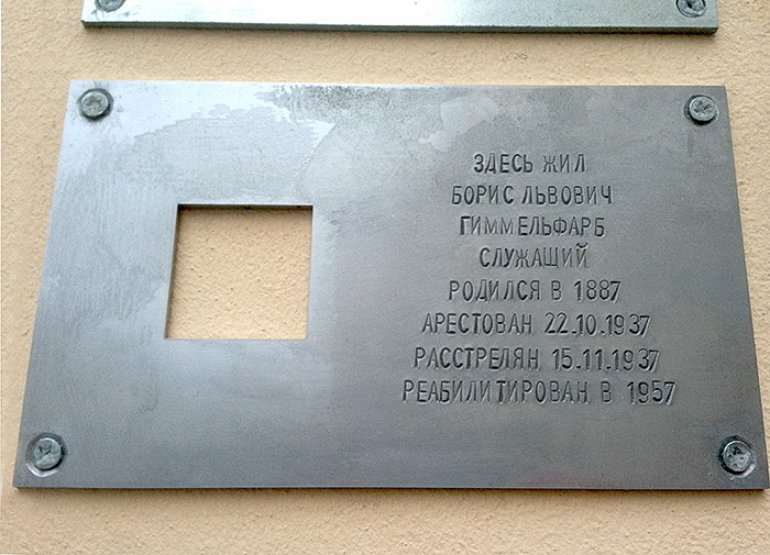 ЗДЕСЬ ЖИЛ
БОРИС ЛЬВОВИЧ
ГИММЕЛЬФАРБ
СЛУЖАЩИЙ
РОДИЛСЯ В 1887
АРЕСТОВАН 22.10.1937
РАССТРЕЛЯН 15.11.1937
РЕАБИЛИТИРОВАН В 1957